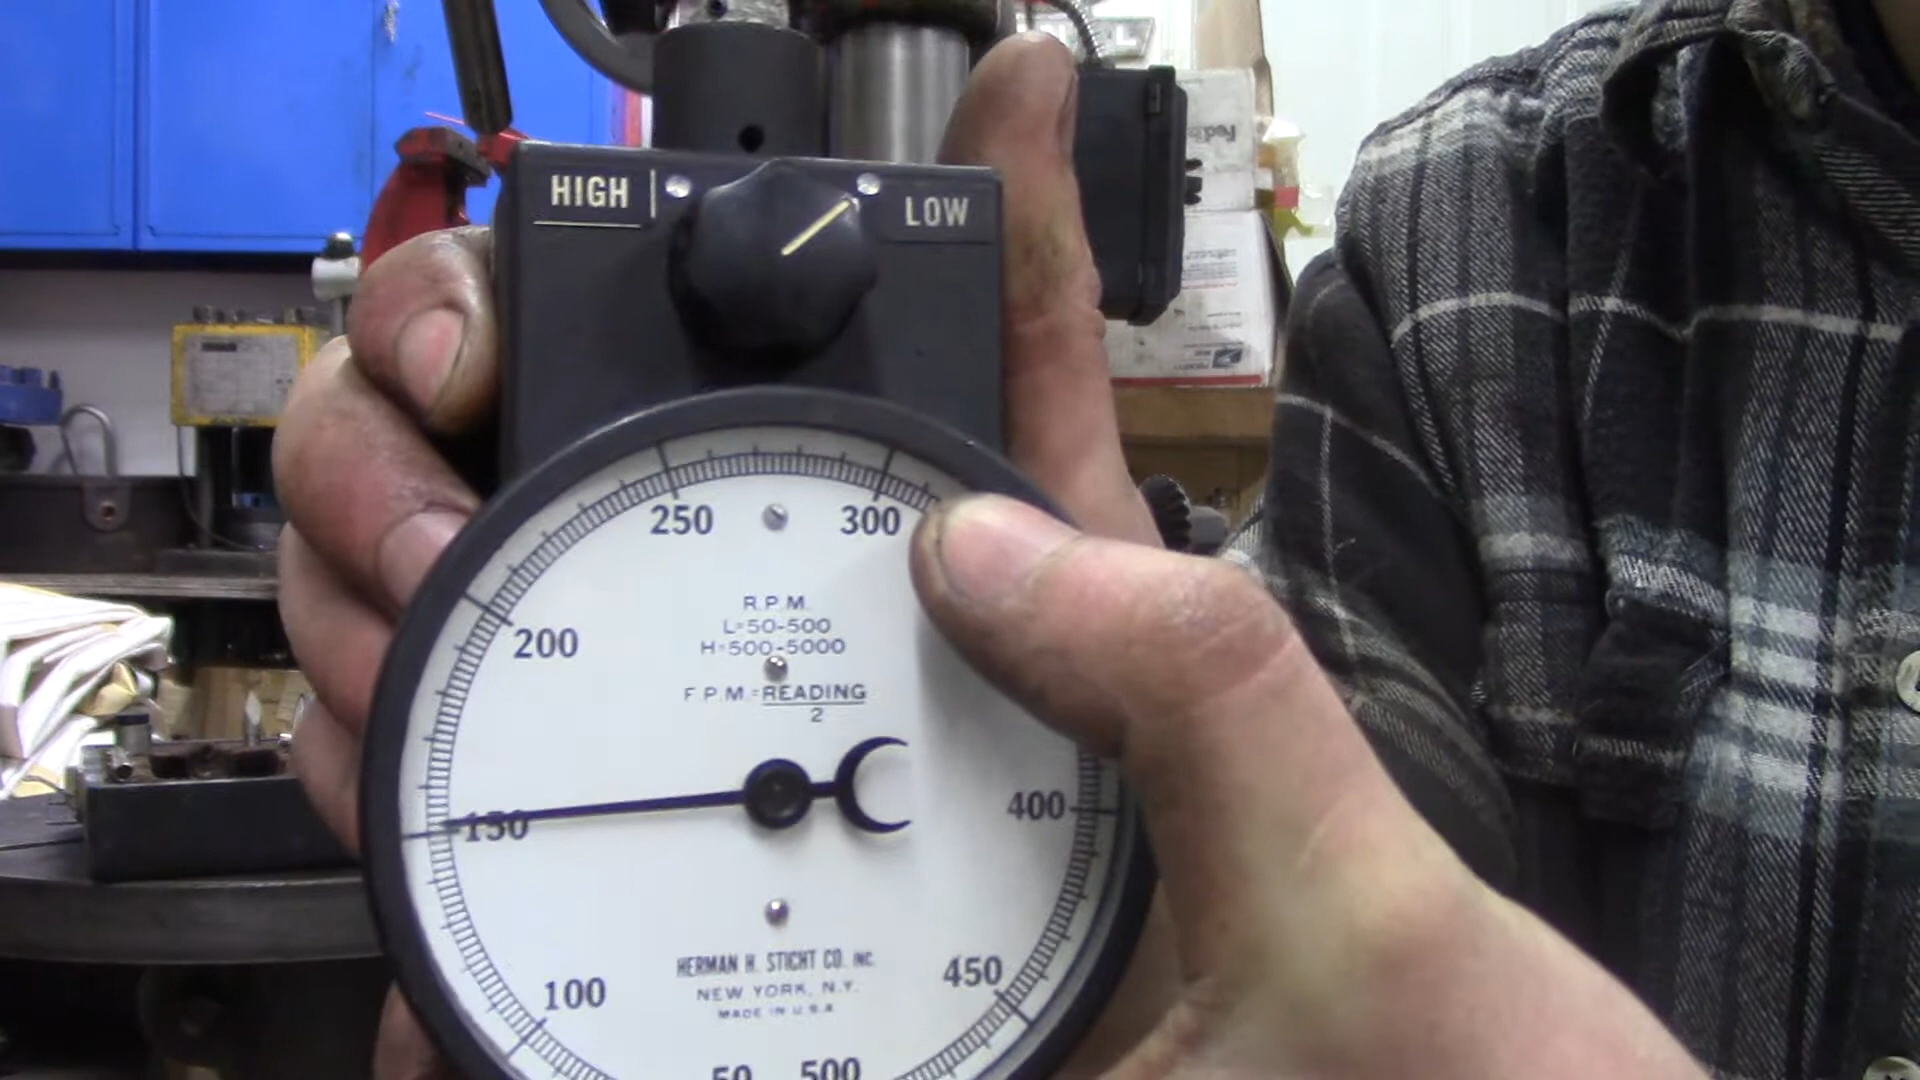 HIGH
LOW
250
300
200
R.P.M.
L=50-500
H=500-5000
F.P.M.=READING
2
150
400
HERMAN H. STICHT CO. INC.
NEW YORK, N.Y.
MADE IN U.S.A.
100
450
50
500